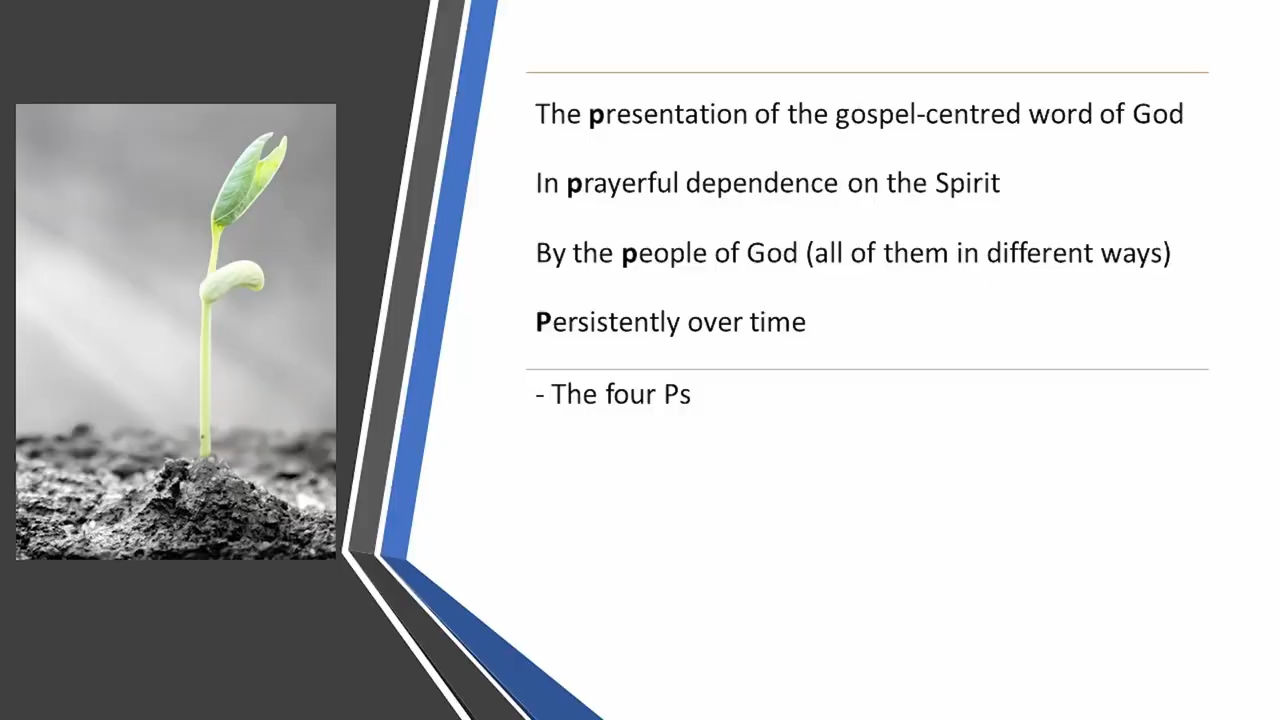 The presentation of the gospel-centred word of God
In prayerful dependence on the Spirit
By the people of God (all of them in different ways)
Persistently over time
- The four Ps